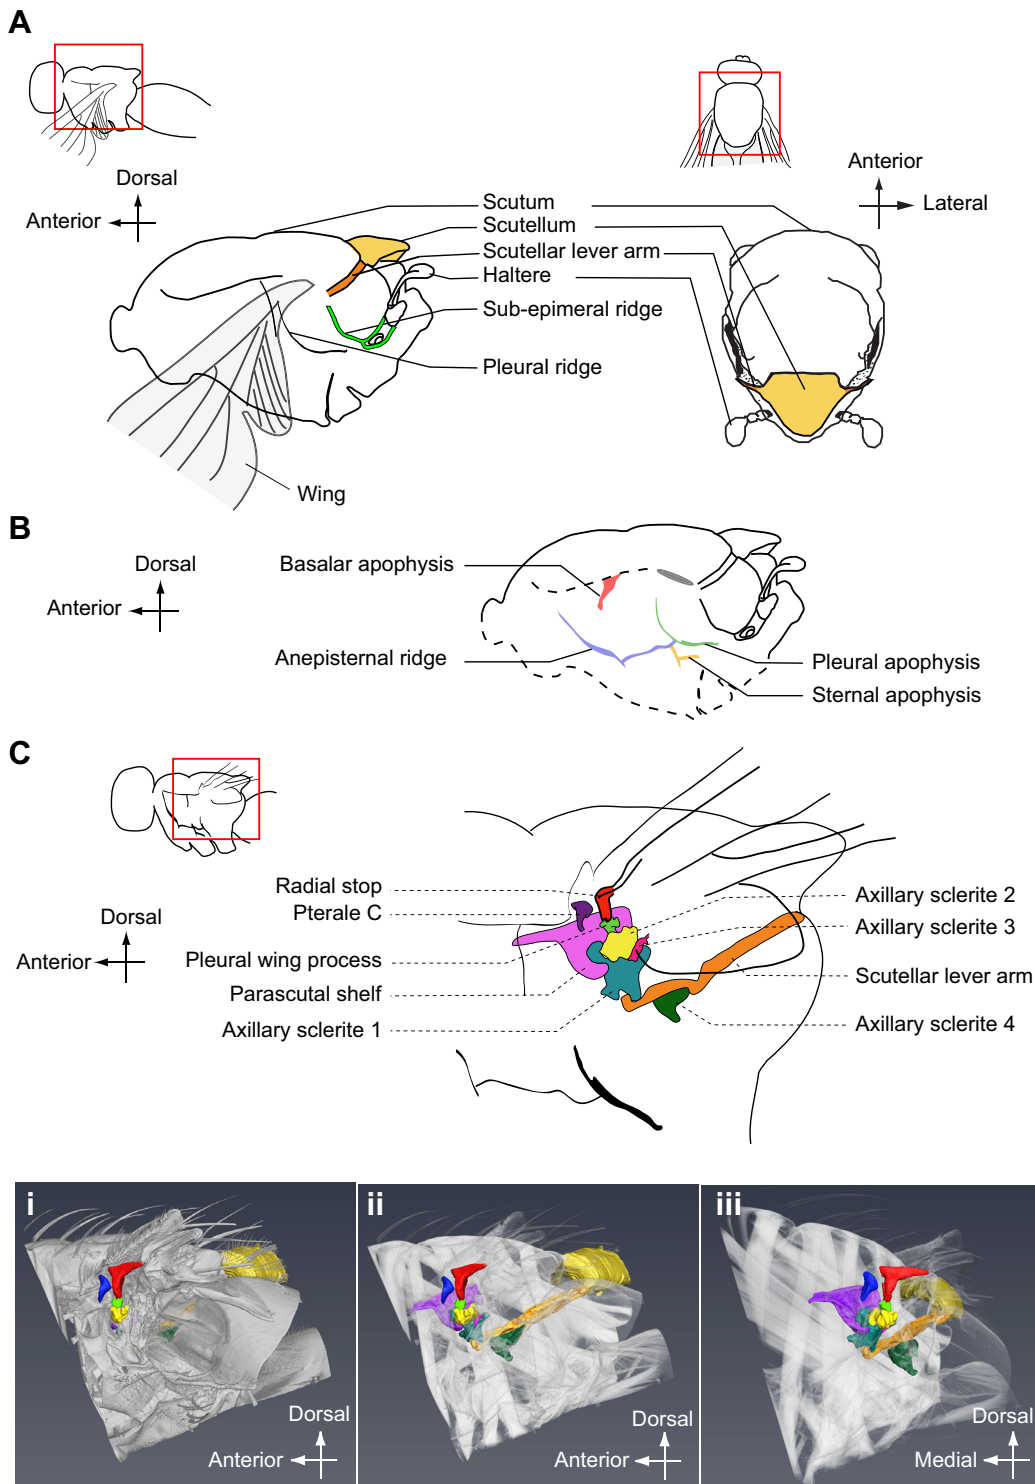 A
Dorsal
Anterior
Anterior
Lateral
Scutum
Scutellum
Scutellar lever arm
Haltere
Sub-epimeral ridge
Pleural ridge
Wing
B
Dorsal
Anterior
Basalar apophysis
Anepisternal ridge
Pleural apophysis
Sternal apophysis
C
Dorsal
Anterior
Radial stop
Pterale C
Pleural wing process
Parascutal shelf
Axillary sclerite 1
Axillary sclerite 2
Axillary sclerite 3
Scutellar lever arm
Axillary sclerite 4
i
Dorsal
Anterior
ii
Dorsal
Anterior
iii
Dorsal
Medial